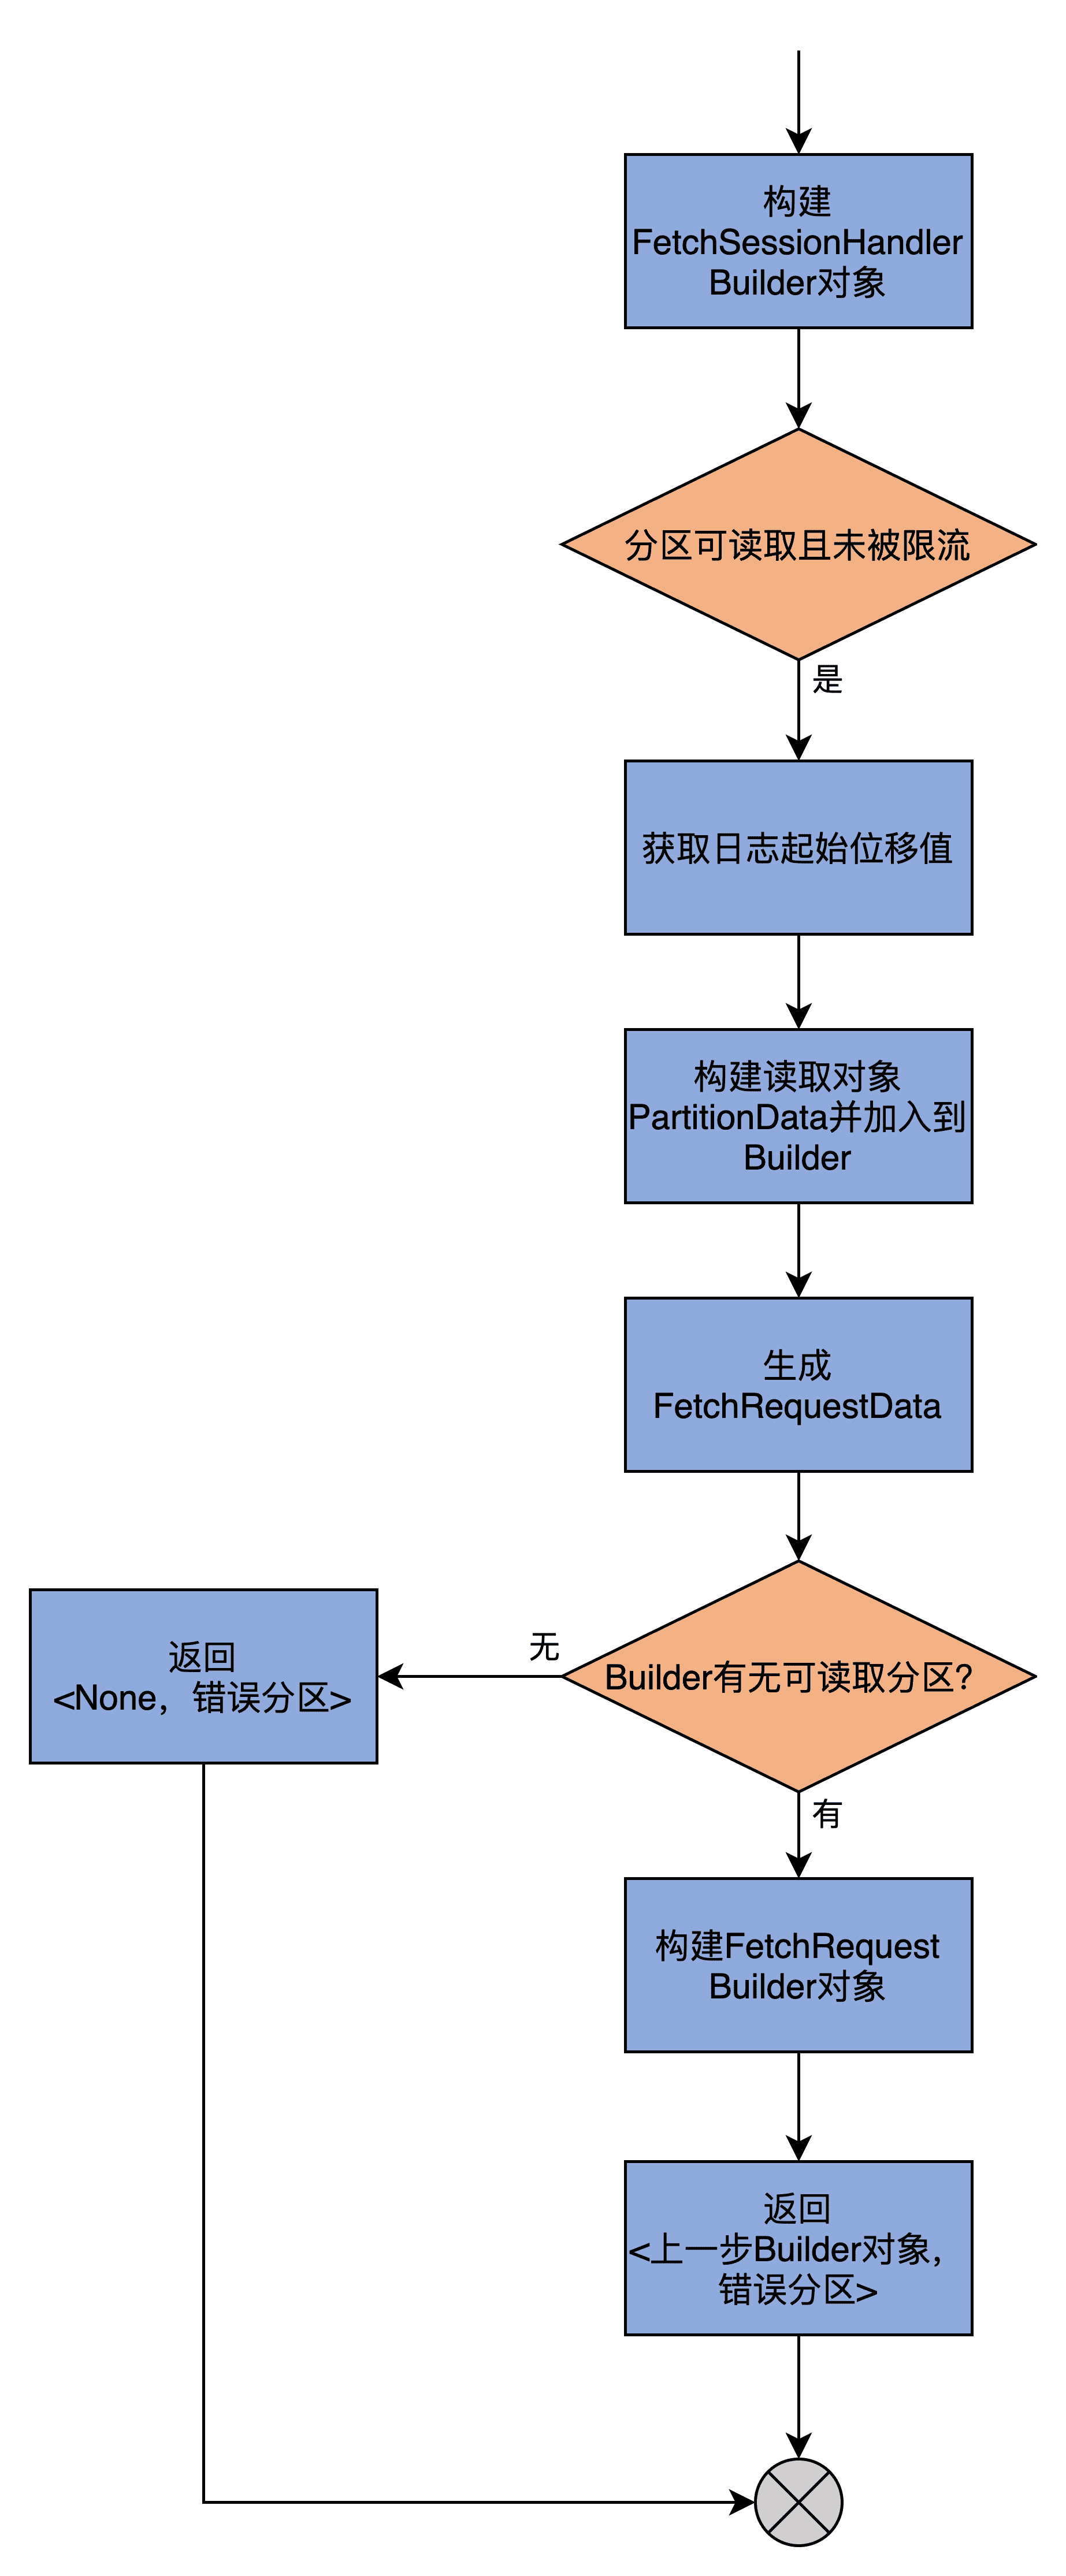 构建
FetchSessionHandler
Builder对象
分区可读取且未被限流
是
获取日志起始位移值
构建读取对象
PartitionData并加入到
Builder
生成
FetchRequestData
Builder有无可读取分区?
无
返回
<None，错误分区>
有
构建FetchRequest
Builder对象
返回
<上一步Builder对象，
错误分区>